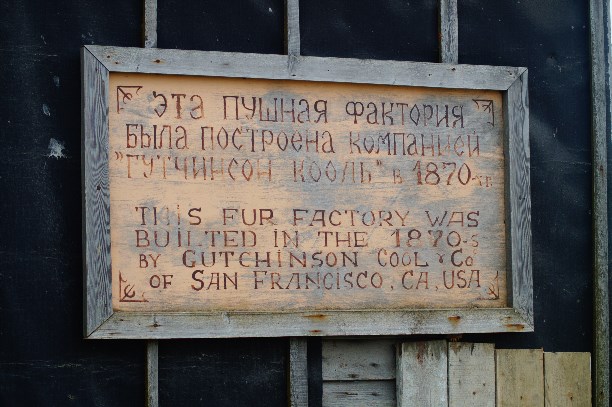 ЭТА ПУШНАЯ ФАКТОРИЯ
БЫЛА ПОСТРОЕНА КОМПАНИЕЙ
"ГУТЧИНСОН КООЛЬ" В 1870-ТХ
THIS FUR FACTORY WAS
BUILTED IN THE 1870-S
BY GUTCHINSON COOL & CO
OF SAN FRANCISCO, CA, USA